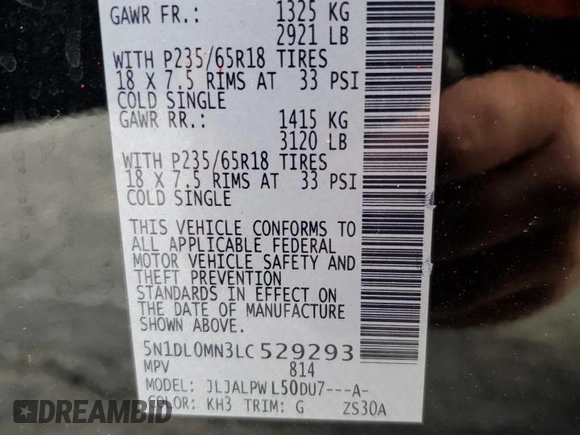 GAWR FR.: 1325 KG
2921 LB
WITH P235/65R18 TIRES
18 X 7.5 RIMS AT 33 PSI
COLD SINGLE
GAWR RR.: 1415 KG
3120 LB
WITH P235/65R18 TIRES
18 X 7.5 RIMS AT 33 PSI
COLD SINGLE
THIS VEHICLE CONFORMS TO
ALL APPLICABLE FEDERAL
MOTOR VEHICLE SAFETY AND
THEFT PREVENTION
STANDARDS IN EFFECT ON
THE DATE OF MANUFACTURE
SHOWN ABOVE.
5N1DL0MN3LC529293
MPV 814
MODEL: JLJALPWL50DU7---A-
COLOR: KH3 TRIM: G ZS30A
DEALERS AUTO AUCTION